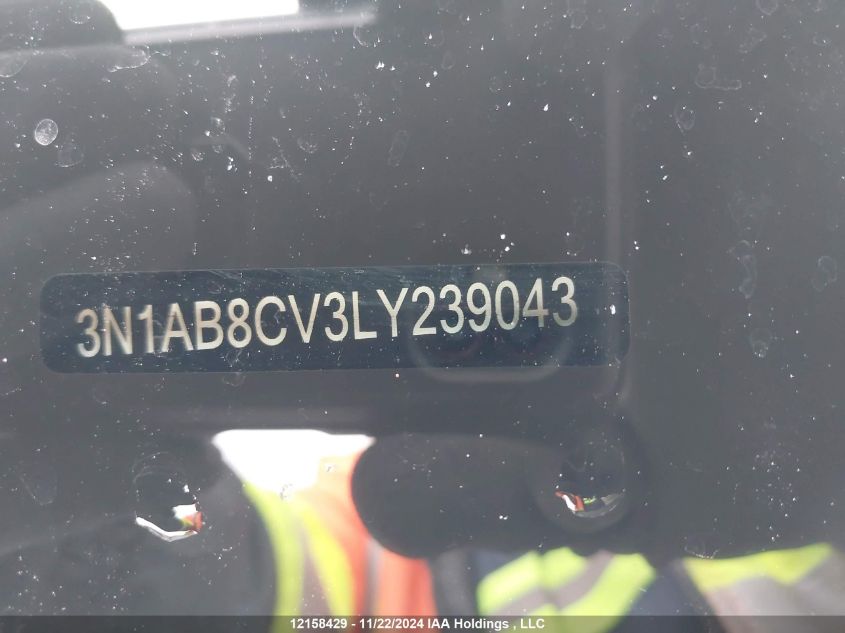 3N1AB8CV3LY239043
12158429 - 11/22/2024 IAA Holdings , LLC